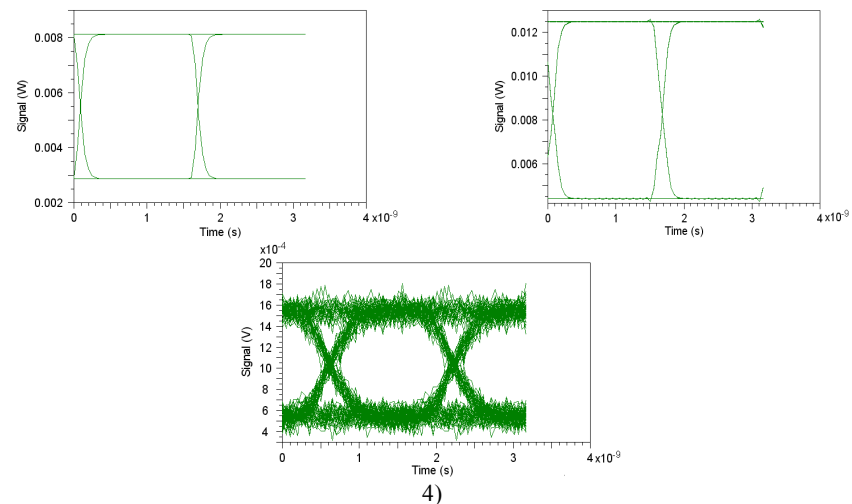 0.008
0.006
0.004
0.002
Signal (W)
0 1 2 3 4 x10-9
Time (s)
0.012
0.010
0.008
0.006
Signal (W)
0 1 2 3 4 x10-9
Time (s)
x10-4
20
18
16
14
12
10
8
6
4
Signal (V)
0 1 2 3 4 x10-9
Time (s)
4)